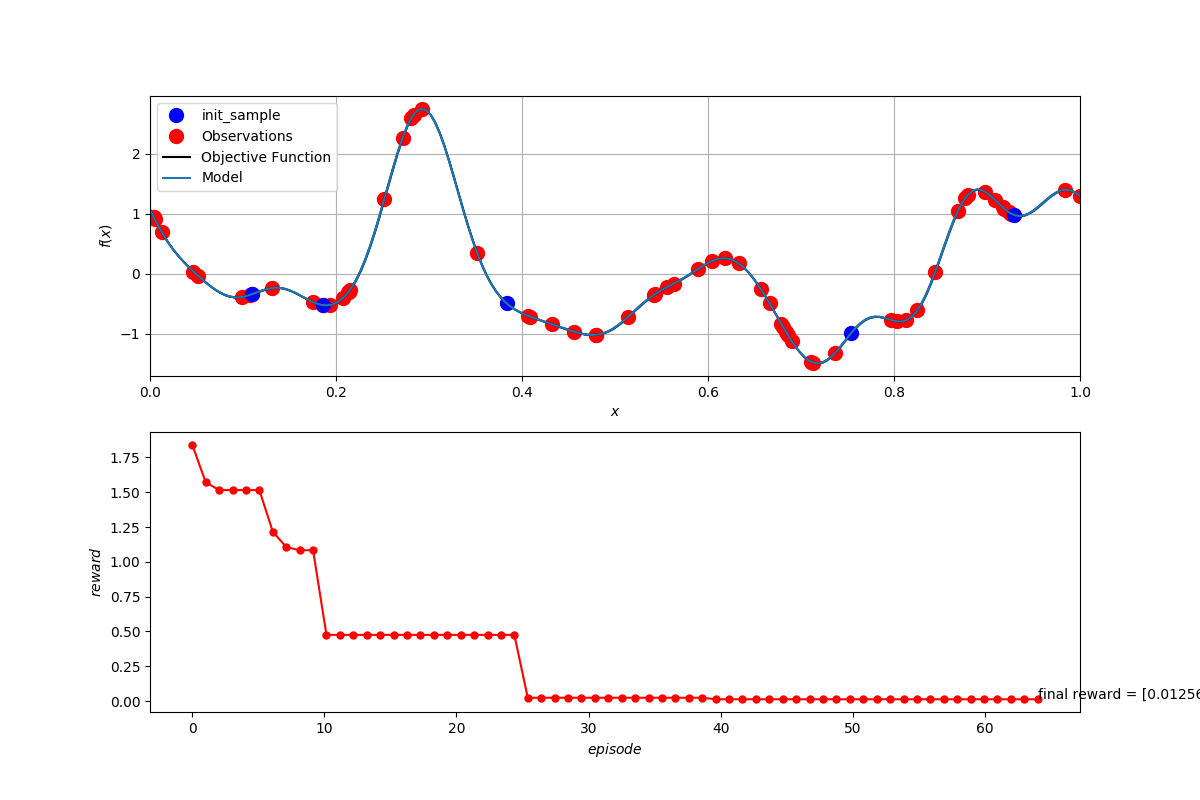 init_sample
Observations
Objective Function
Model
2
1
0
−1
f(x)
0.0 0.2 0.4 0.6 0.8 1.0
x
1.75
1.50
1.25
1.00
0.75
0.50
0.25
0.00
reward
final reward = [0.01256
0 10 20 30 40 50 60
episode